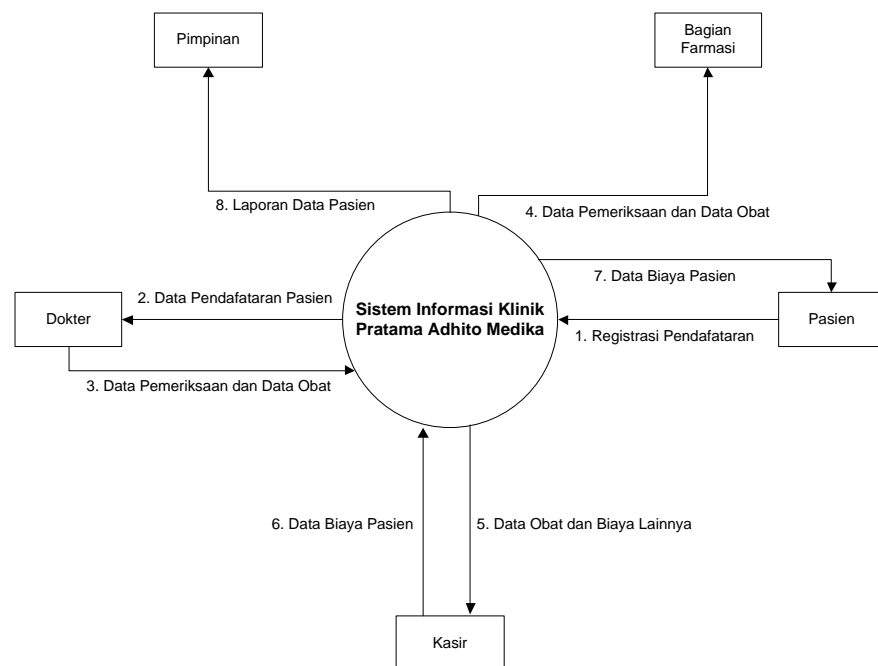 Pimpinan
Bagian
Farmasi
8. Laporan Data Pasien
4. Data Pemeriksaan dan Data Obat
7. Data Biaya Pasien
2. Data Pendafataran Pasien
Sistem Informasi Klinik
Pratama Adhito Medika
Dokter
Pasien
1. Registrasi Pendafataran
3. Data Pemeriksaan dan Data Obat
6. Data Biaya Pasien
5. Data Obat dan Biaya Lainnya
Kasir